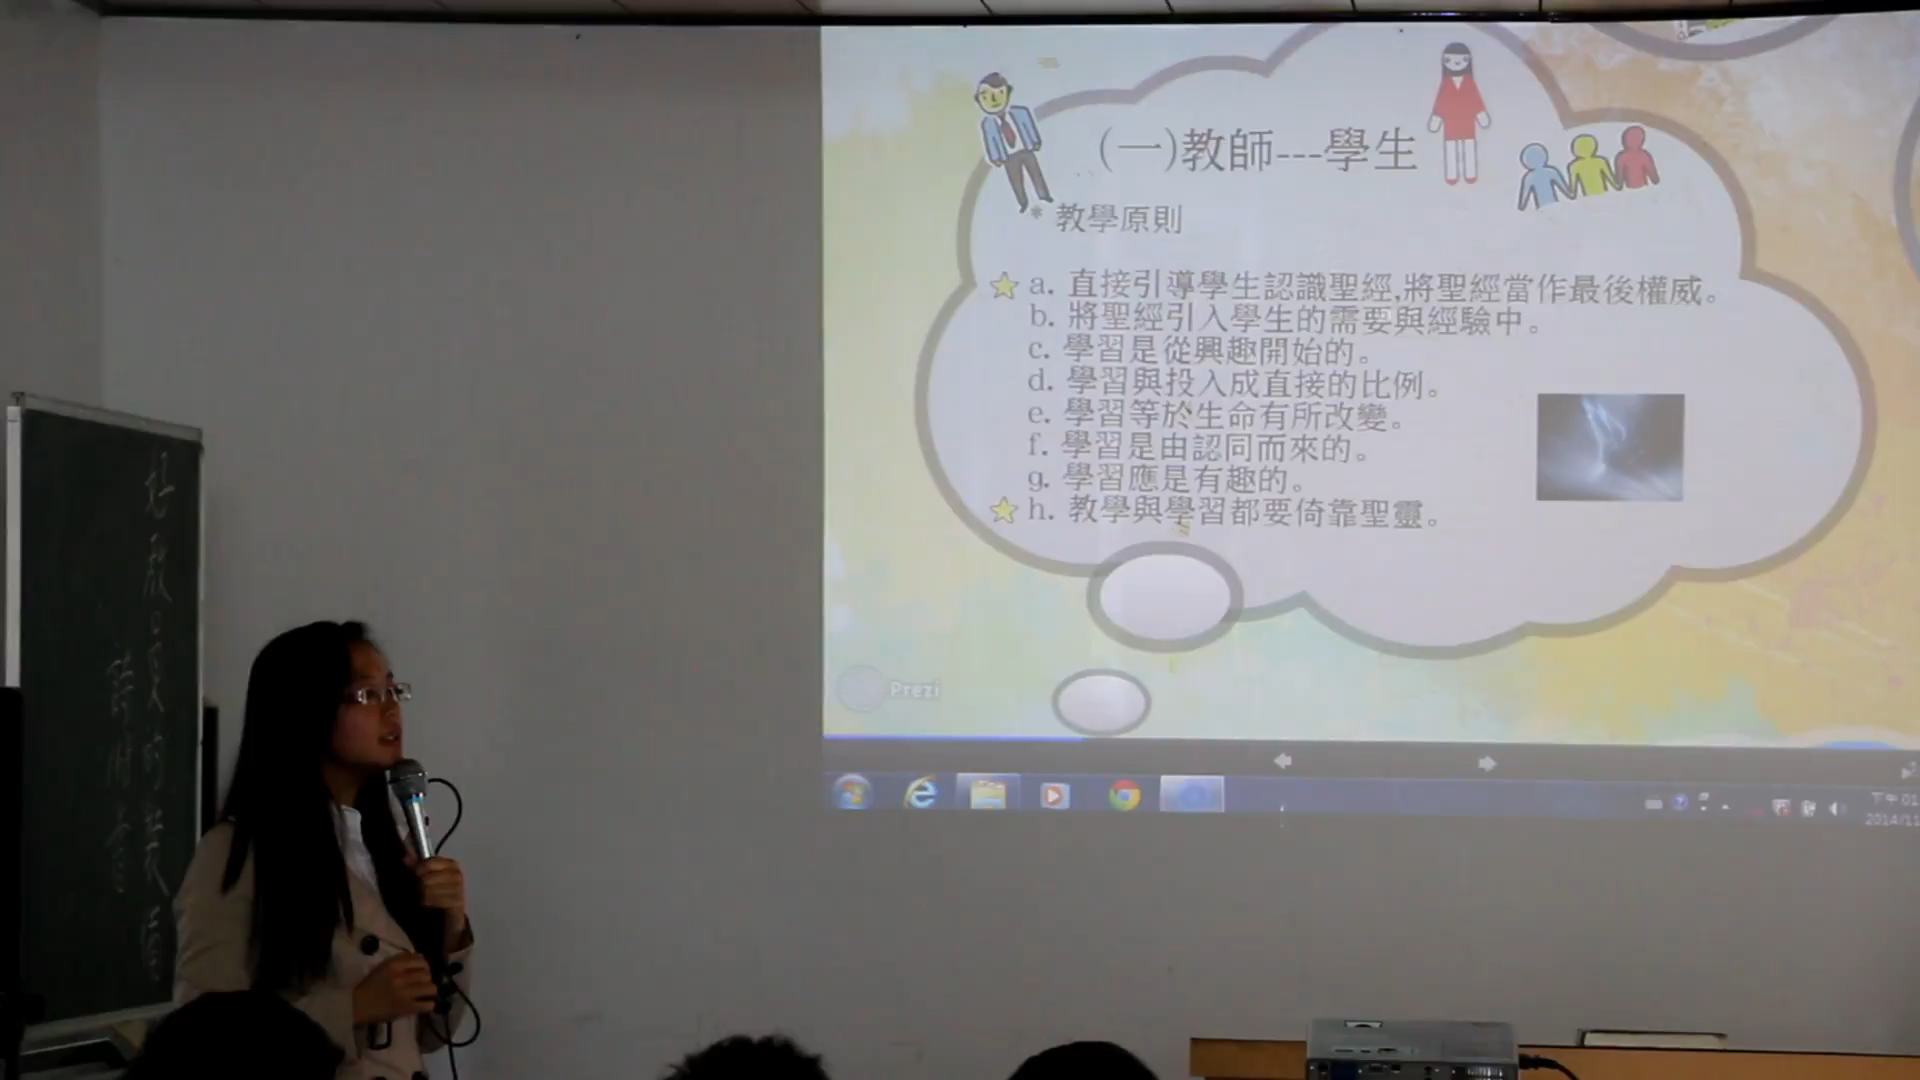 (一)教師---學生
* 教學原則
a. 直接引導學生認識聖經,將聖經當作最後權威。
b. 將聖經引入學生的需要與經驗中。
c. 學習是從興趣開始的。
d. 學習與投入成直接的比例。
e. 學習等於生命有所改變。
f. 學習是由認同而來的。
g. 學習應是有趣的。
h. 教學與學習都要倚靠聖靈。
Prezi
下午 01
2014/11